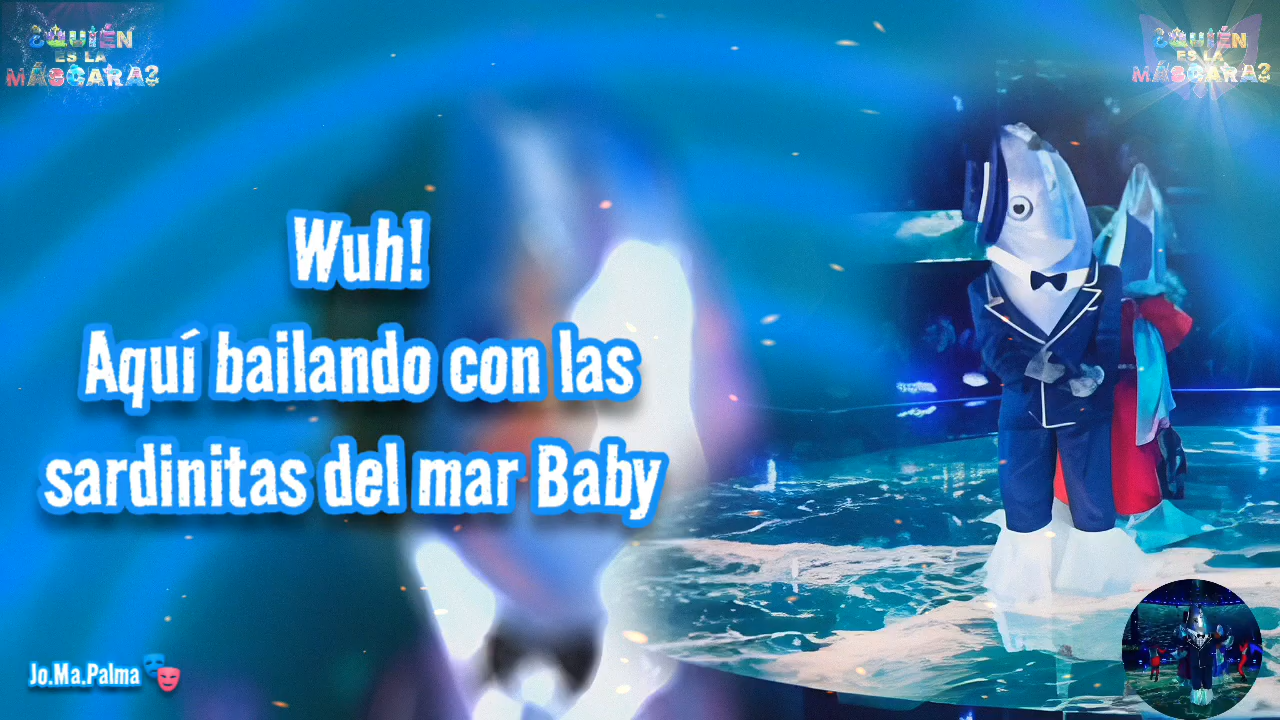 ¿QUIÉN
ES LA
MÁSCARA?
¿QUIÉN
ES LA
MÁSCARA?
Wuh!
Aquí bailando con las
sardinitas del mar Baby
Jo.Ma.Palma